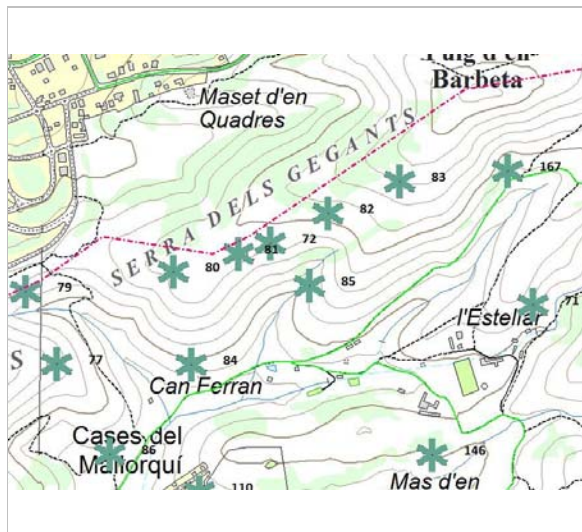 Puig d'en
Barbeta
Maset d'en
Quadres
SERRA DELS GEGANTS
167
83
82
72
81
80
85
79
71
l'Estellar
S
77
84
Can Ferran
Cases del
Mallorquí
86
146
110
Mas d'en